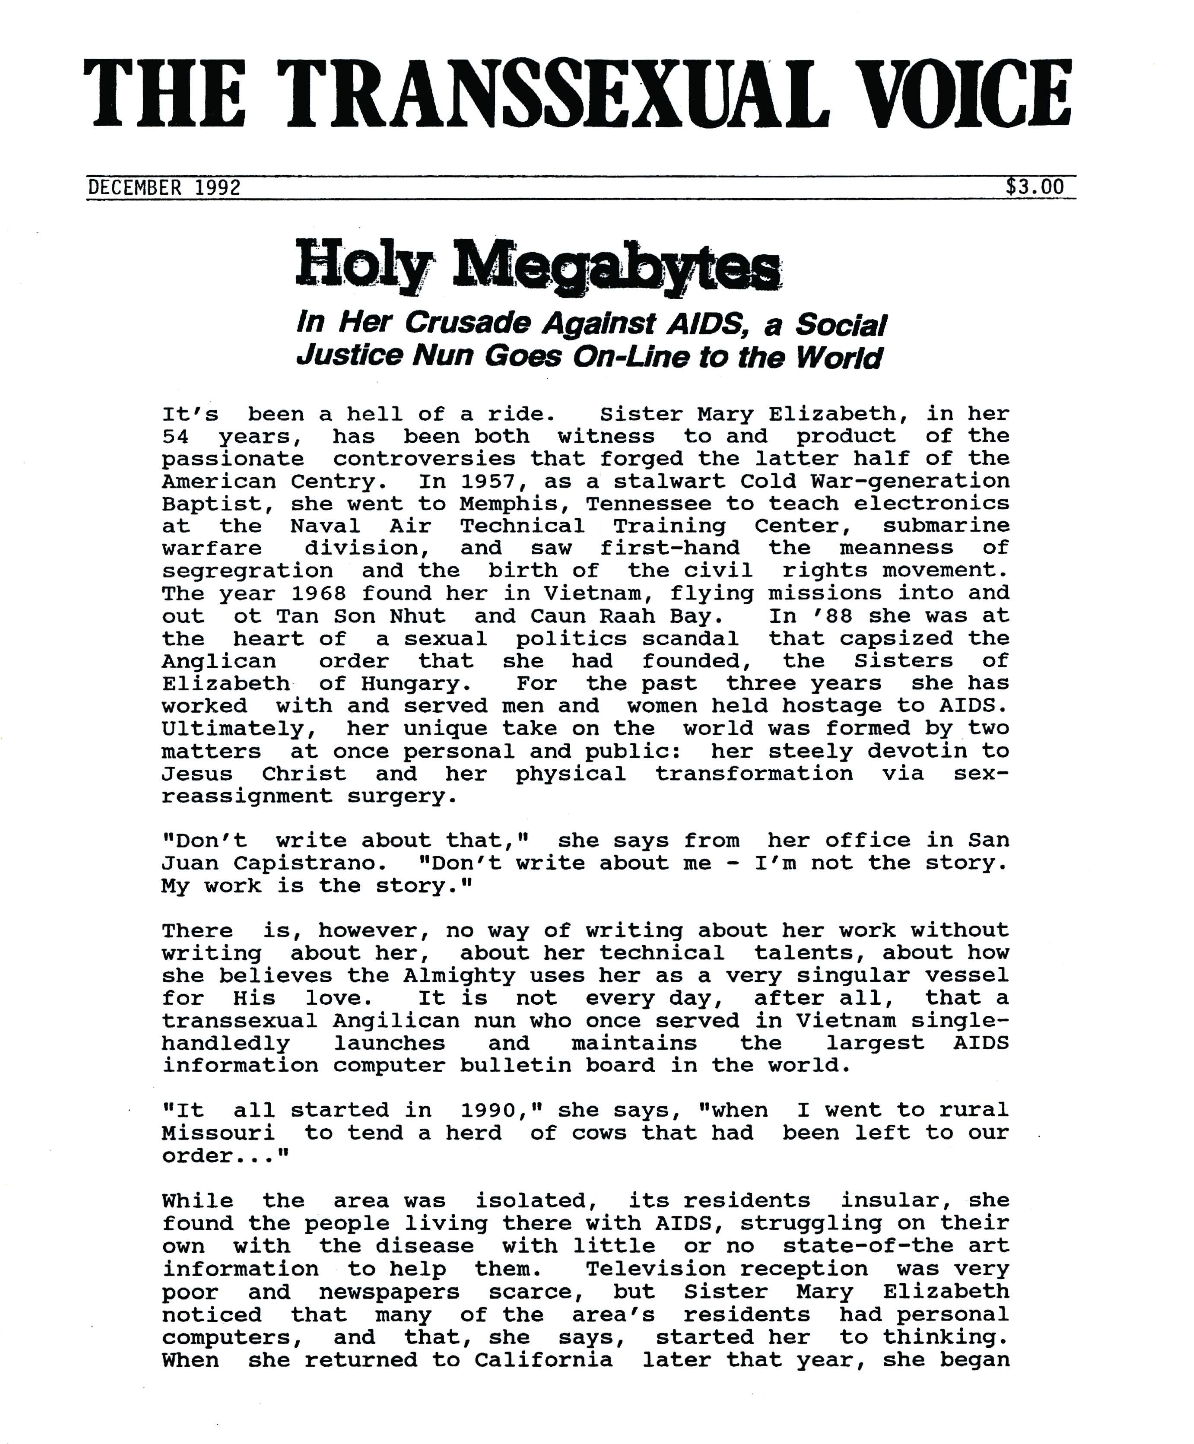 THE TRANSSEXUAL VOICE
DECEMBER 1992 $3.00
Holy Megabytes
In Her Crusade Against AIDS, a Social
Justice Nun Goes On-Line to the World
It's been a hell of a ride. Sister Mary Elizabeth, in her
54 years, has been both witness to and product of the
passionate controversies that forged the latter half of the
American Centry. In 1957, as a stalwart Cold War-generation
Baptist, she went to Memphis, Tennessee to teach electronics
at the Naval Air Technical Training Center, submarine
warfare division, and saw first-hand the meanness of
segregration and the birth of the civil rights movement.
The year 1968 found her in Vietnam, flying missions into and
out ot Tan Son Nhut and Caun Raah Bay. In '88 she was at
the heart of a sexual politics scandal that capsized the
Anglican order that she had founded, the Sisters of
Elizabeth of Hungary. For the past three years she has
worked with and served men and women held hostage to AIDS.
Ultimately, her unique take on the world was formed by two
matters at once personal and public: her steely devotin to
Jesus Christ and her physical transformation via sex-
reassignment surgery.
"Don't write about that," she says from her office in San
Juan Capistrano. "Don't write about me - I'm not the story.
My work is the story."
There is, however, no way of writing about her work without
writing about her, about her technical talents, about how
she believes the Almighty uses her as a very singular vessel
for His love. It is not every day, after all, that a
transsexual Angilican nun who once served in Vietnam single-
handledly launches and maintains the largest AIDS
information computer bulletin board in the world.
"It all started in 1990," she says, "when I went to rural
Missouri to tend a herd of cows that had been left to our
order..."
While the area was isolated, its residents insular, she
found the people living there with AIDS, struggling on their
own with the disease with little or no state-of-the art
information to help them. Television reception was very
poor and newspapers scarce, but Sister Mary Elizabeth
noticed that many of the area's residents had personal
computers, and that, she says, started her to thinking.
When she returned to California later that year, she began